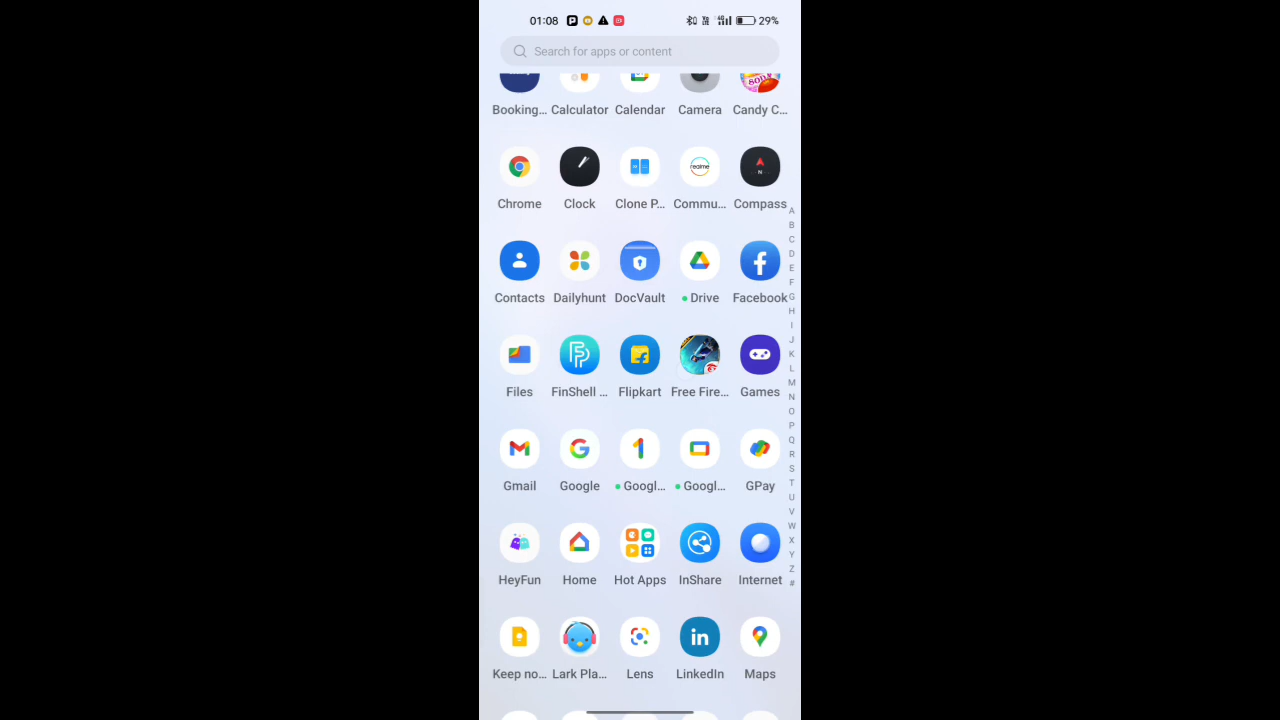 01:08 29%
Search for apps or content
Booking... Calculator Calendar Camera Candy C...
realme
N
Chrome Clock Clone P... Commu... Compass
Contacts Dailyhunt DocVault Drive Facebook
Files FinShell ... Flipkart Free Fire... Games
Gmail Google Googl... Googl... GPay
HeyFun Home Hot Apps InShare Internet
in
Keep no... Lark Pla... Lens LinkedIn Maps
A
B
C
D
E
F
G
H
I
J
K
L
M
N
O
P
Q
R
S
T
U
V
W
X
Y
Z
#